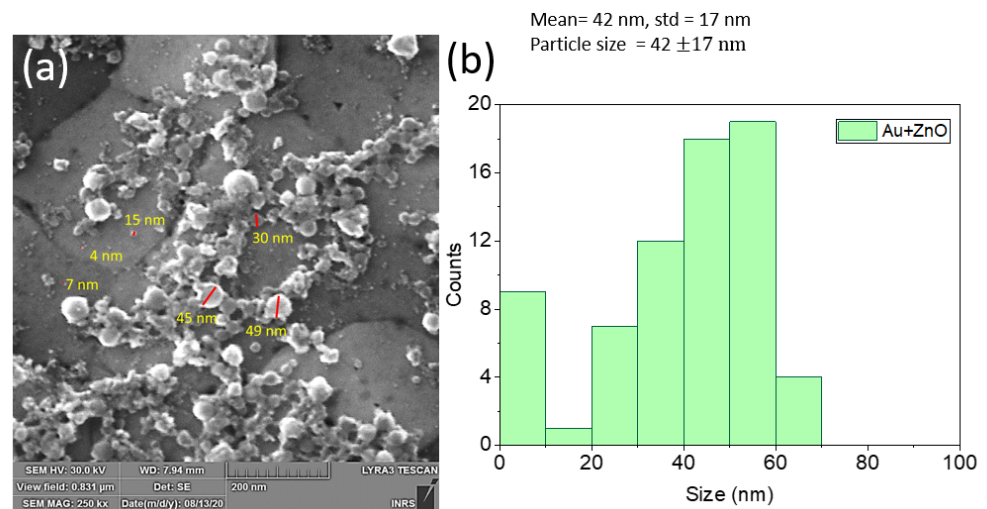 Mean= 42 nm, std = 17 nm
Particle size = 42 ±17 nm
(a)
15 nm
4 nm
30 nm
7 nm
45 nm
49 nm
SEM HV: 30.0 kV
WD: 7.94 mm
LYRA3 TESCAN
View field: 0.831 µm
Det: SE
200 nm
SEM MAG: 250 kx
Date(m/d/y): 08/13/20
INRS
(b)
Au+ZnO
Counts
20
16
12
8
4
0
0
20
40
60
80
100
Size (nm)